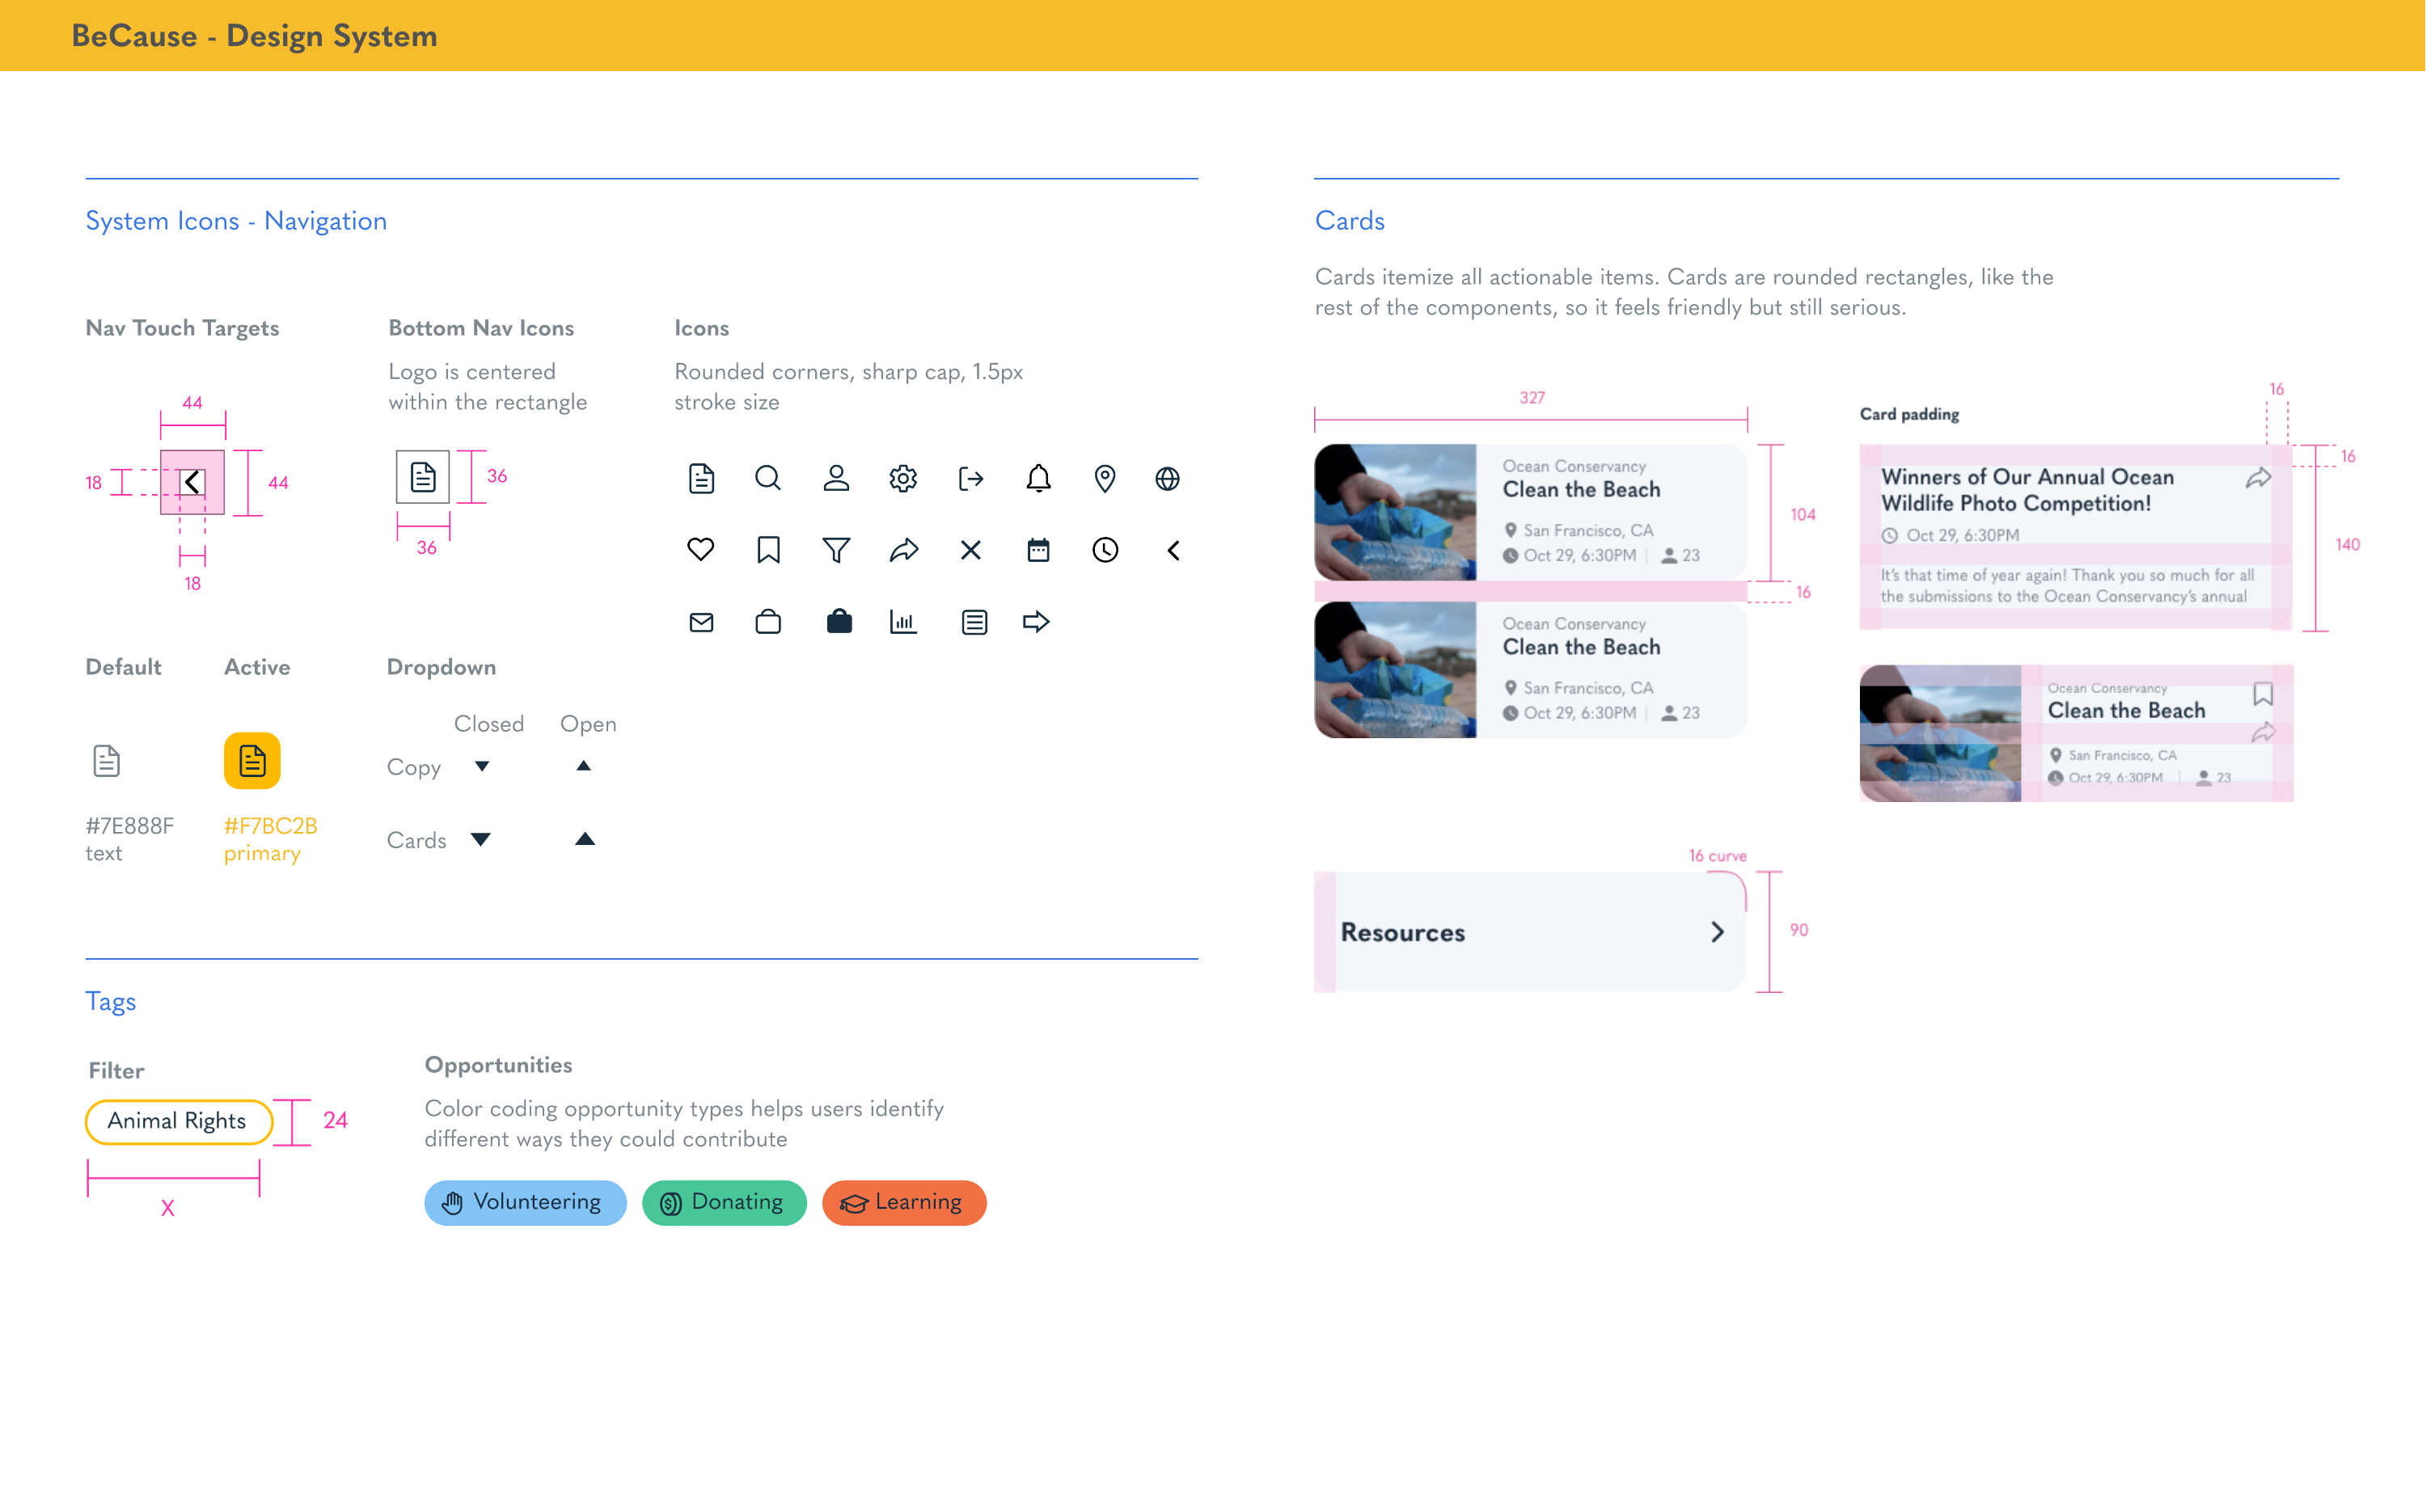 BeCause - Design System
System Icons - Navigation
Nav Touch Targets
44
18
44
18
Bottom Nav Icons
Logo is centered
within the rectangle
36
36
Icons
Rounded corners, sharp cap, 1.5px
stroke size
Default
Active
#7E888F
text
#F7BC2B
primary
Dropdown
Closed
Open
Copy
Cards
Tags
Filter
Animal Rights
24
X
Opportunities
Color coding opportunity types helps users identify
different ways they could contribute
Volunteering
Donating
Learning
Cards
Cards itemize all actionable items. Cards are rounded rectangles, like the
rest of the components, so it feels friendly but still serious.
327
Ocean Conservancy
Clean the Beach
San Francisco, CA
Oct 29, 6:30PM
23
104
16
Ocean Conservancy
Clean the Beach
San Francisco, CA
Oct 29, 6:30PM
23
Card padding
16
16
Winners of Our Annual Ocean
Wildlife Photo Competition!
Oct 29, 6:30PM
It's that time of year again! Thank you so much for all
the submissions to the Ocean Conservancy's annual
140
Ocean Conservancy
Clean the Beach
San Francisco, CA
Oct 29, 6:30PM
23
16 curve
Resources
90